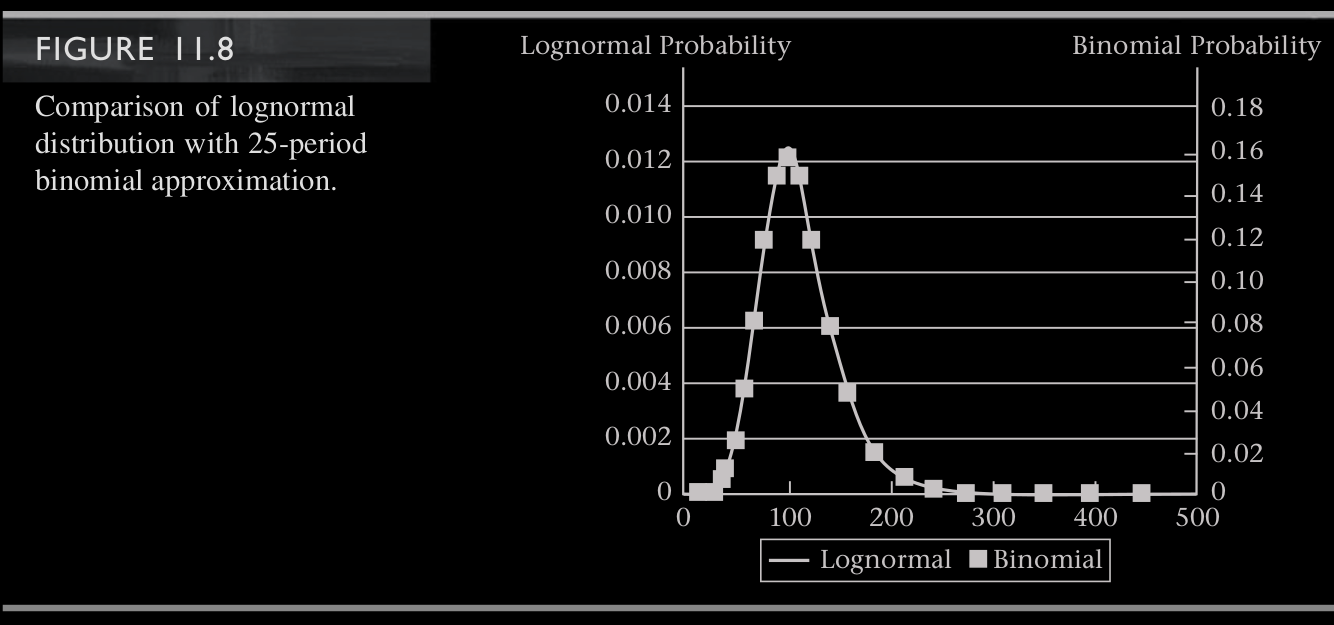 FIGURE 11.8
Comparison of lognormal
distribution with 25-period
binomial approximation.
Lognormal Probability
Binomial Probability
0.014
0.012
0.010
0.008
0.006
0.004
0.002
0
0.18
0.16
0.14
0.12
0.10
0.08
0.06
0.04
0.02
0
0 100 200 300 400 500
Lognormal Binomial